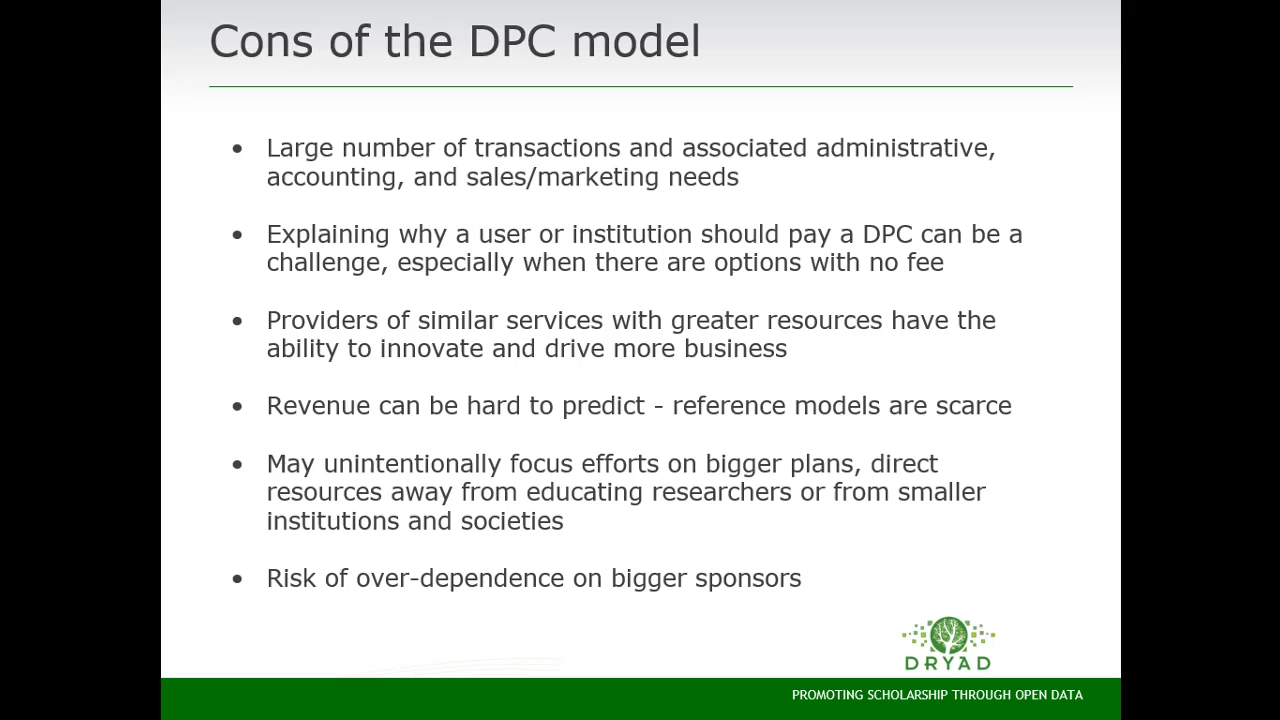 Cons of the DPC model
• Large number of transactions and associated administrative,
accounting, and sales/marketing needs
• Explaining why a user or institution should pay a DPC can be a
challenge, especially when there are options with no fee
• Providers of similar services with greater resources have the
ability to innovate and drive more business
• Revenue can be hard to predict - reference models are scarce
• May unintentionally focus efforts on bigger plans, direct
resources away from educating researchers or from smaller
institutions and societies
• Risk of over-dependence on bigger sponsors
DRYAD
PROMOTING SCHOLARSHIP THROUGH OPEN DATA